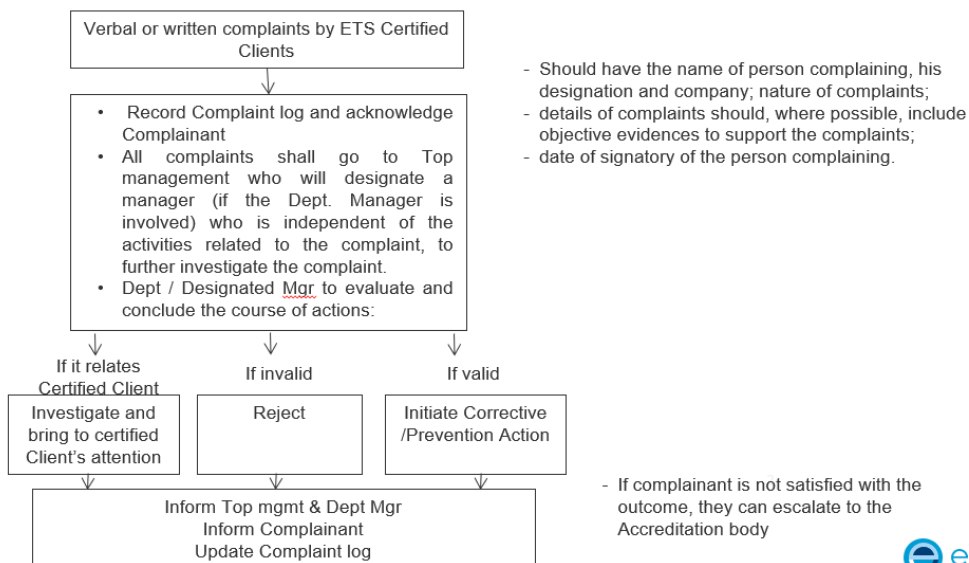 Verbal or written complaints by ETS Certified
Clients
- Should have the name of person complaining, his
designation and company; nature of complaints;
- details of complaints should, where possible, include
objective evidences to support the complaints;
- date of signatory of the person complaining.
• Record Complaint log and acknowledge
Complainant
• All complaints shall go to Top
management who will designate a
manager (if the Dept. Manager is
involved) who is independent of the
activities related to the complaint, to
further investigate the complaint.
• Dept / Designated Mgr to evaluate and
conclude the course of actions:
If it relates
Certified Client
If invalid
If valid
Investigate and
bring to certified
Client's attention
Reject
Initiate Corrective
/Prevention Action
Inform Top mgmt & Dept Mgr
Inform Complainant
Update Complaint log
- If complainant is not satisfied with the
outcome, they can escalate to the
Accreditation body